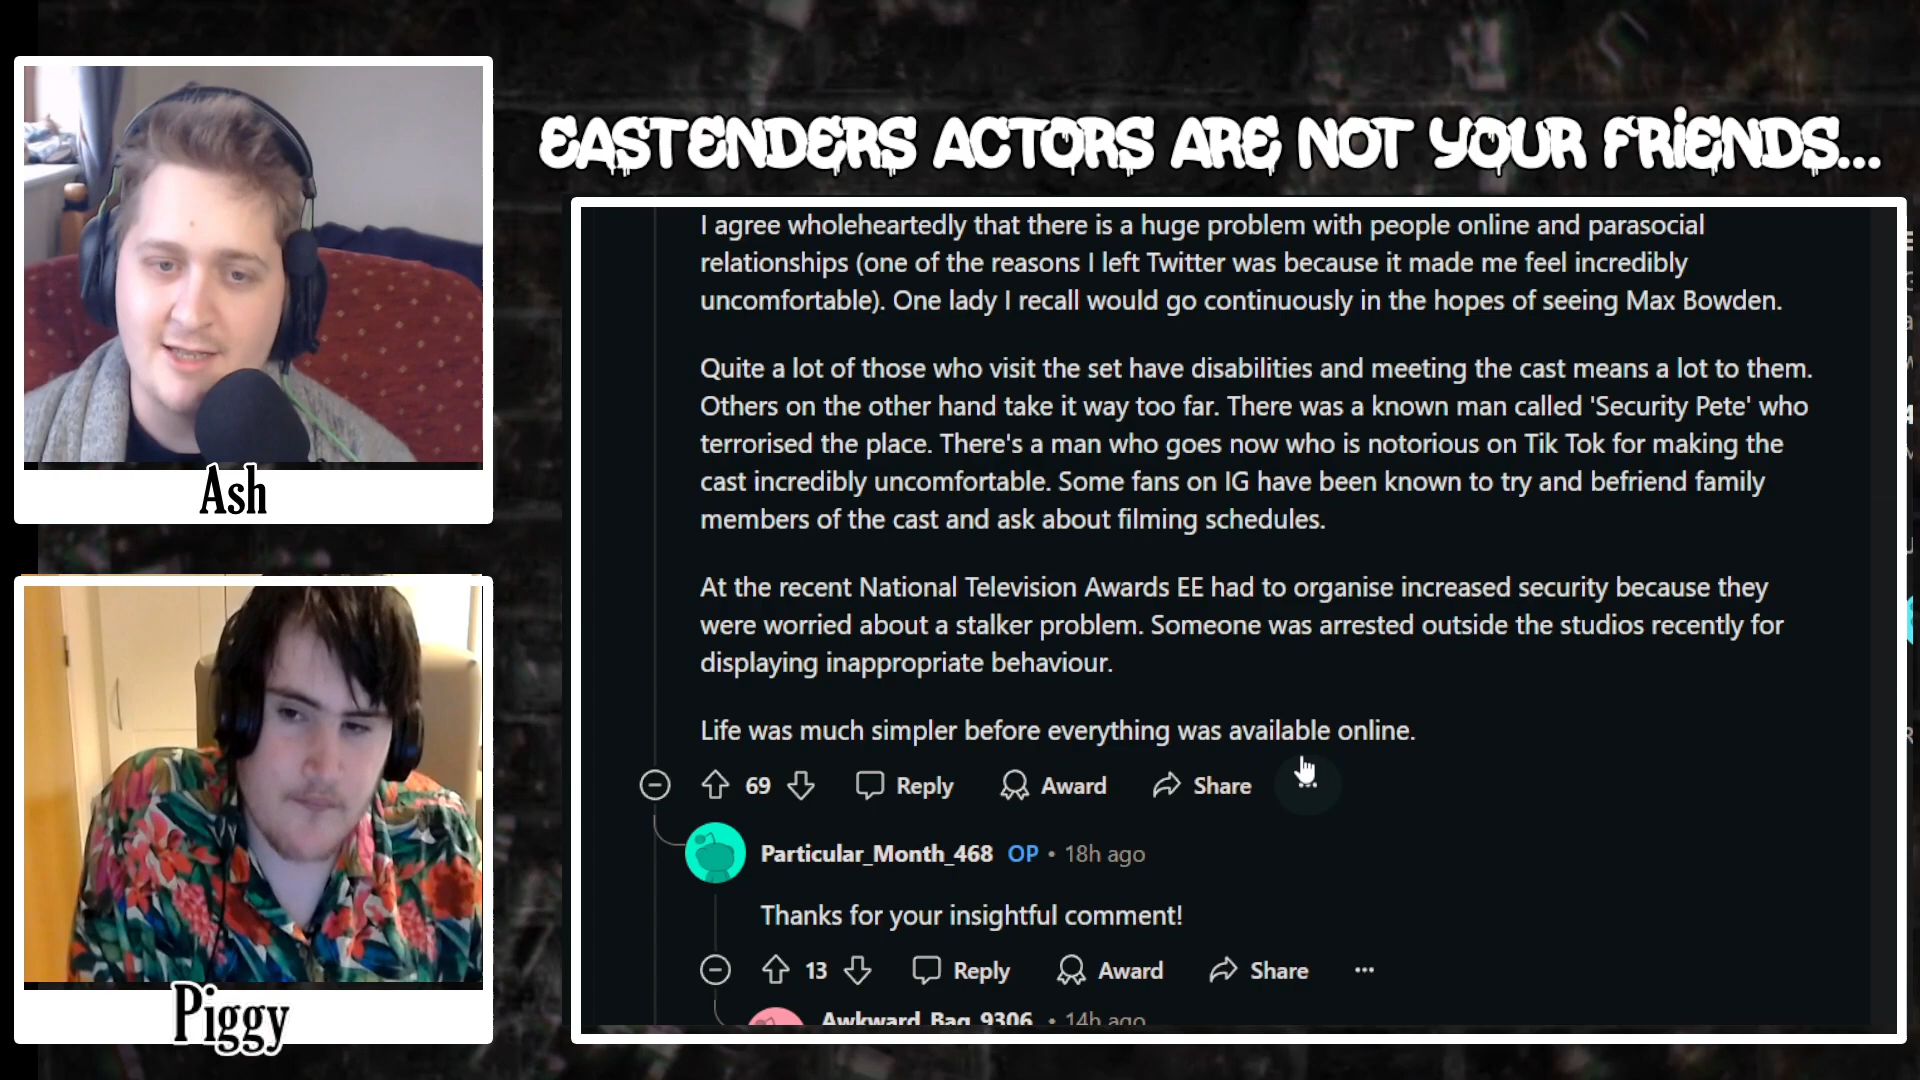 EASTENDERS ACTORS ARE NOT YOUR FRIENDS...
I agree wholeheartedly that there is a huge problem with people online and parasocial
relationships (one of the reasons I left Twitter was because it made me feel incredibly
uncomfortable). One lady I recall would go continuously in the hopes of seeing Max Bowden.
Quite a lot of those who visit the set have disabilities and meeting the cast means a lot to them.
Others on the other hand take it way too far. There was a known man called 'Security Pete' who
terrorised the place. There's a man who goes now who is notorious on Tik Tok for making the
cast incredibly uncomfortable. Some fans on IG have been known to try and befriend family
members of the cast and ask about filming schedules.
At the recent National Television Awards EE had to organise increased security because they
were worried about a stalker problem. Someone was arrested outside the studios recently for
displaying inappropriate behaviour.
Life was much simpler before everything was available online.
69 Reply Award Share
Particular_Month_468 OP • 18h ago
Thanks for your insightful comment!
13 Reply Award Share
Awkward_Bag_9306 • 14h ago
Ash
Piggy